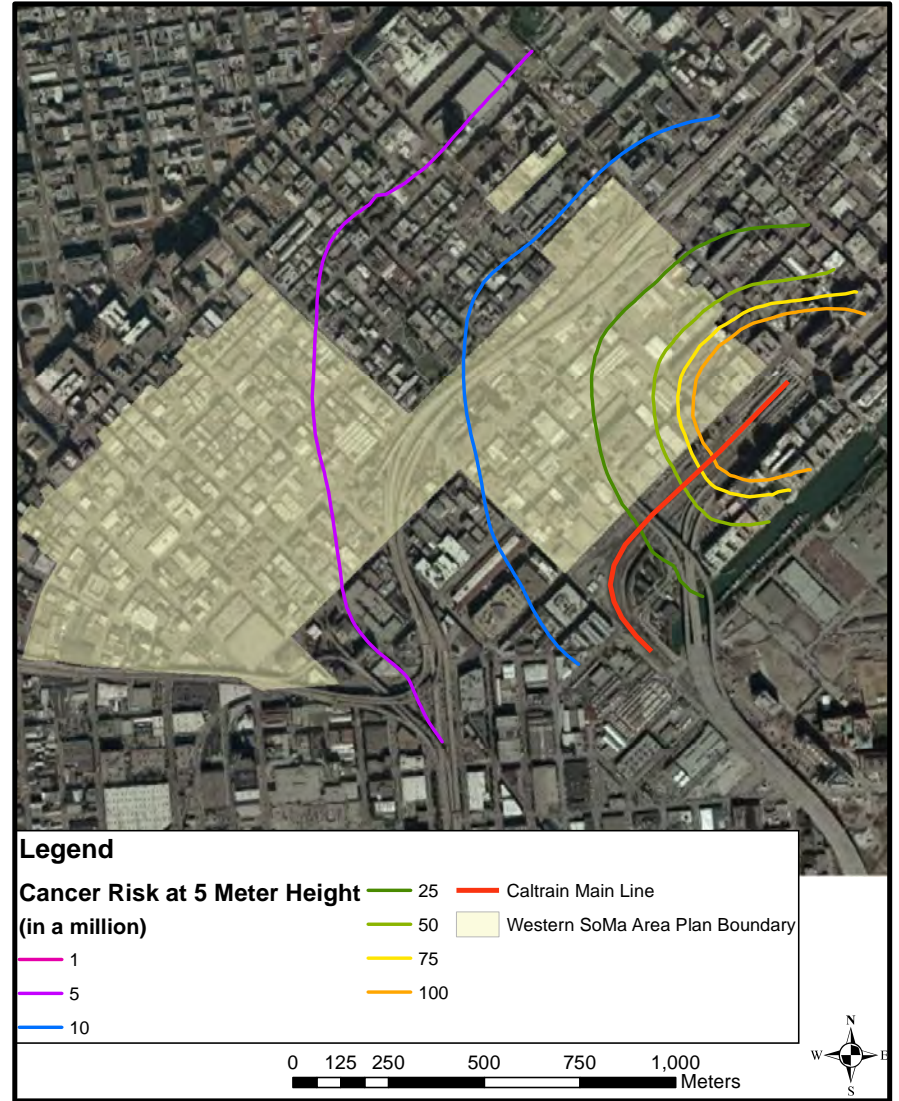 Legend
Cancer Risk at 5 Meter Height
(in a million)
1
5
10
25
50
75
100
Caltrain Main Line
Western SoMa Area Plan Boundary
N
W E
S
0 125 250 500 750 1,000
Meters